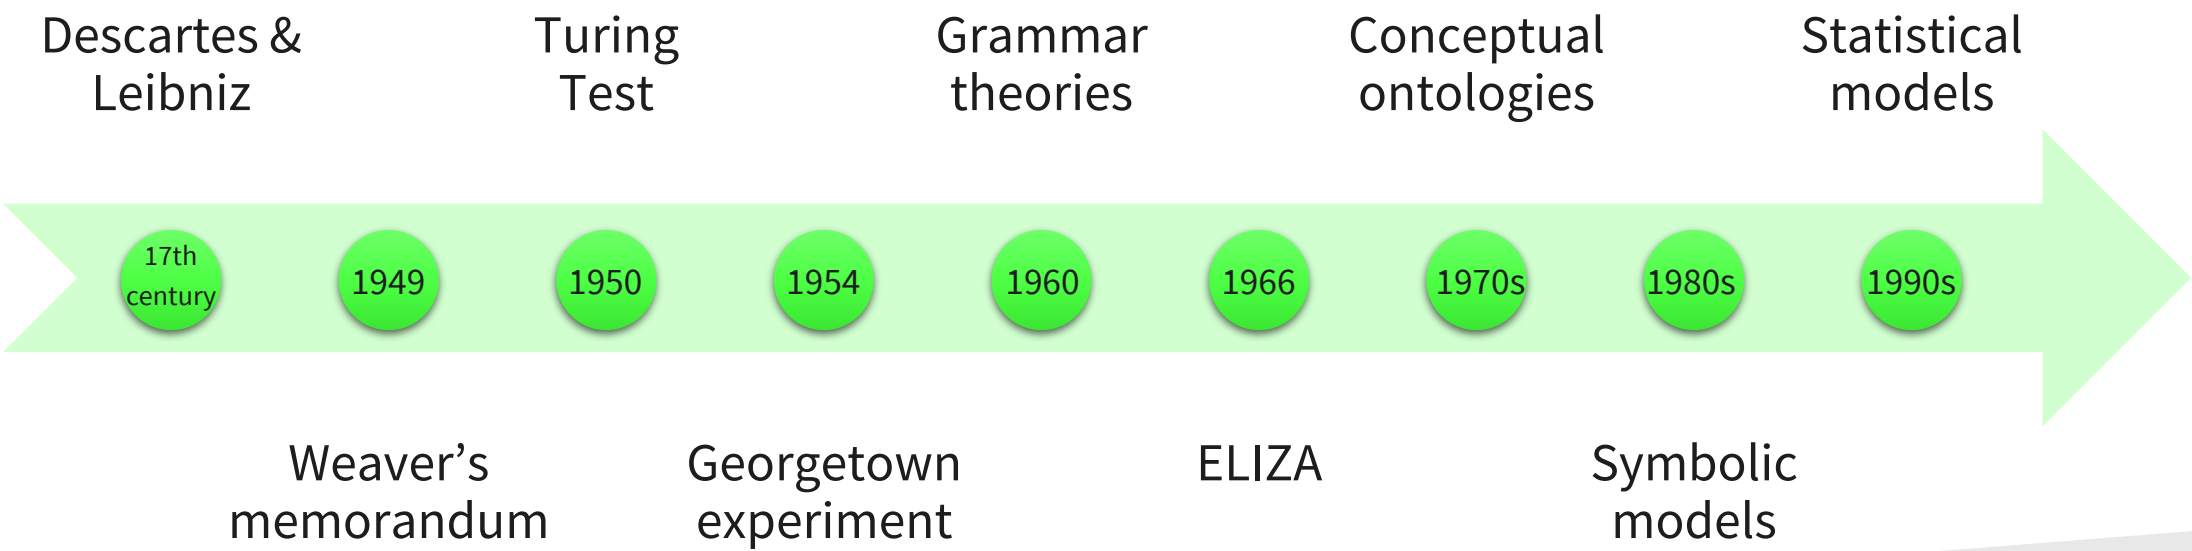 Descartes &
Leibniz
Turing
Test
Grammar
theories
Conceptual
ontologies
Statistical
models
17th
century
1949
1950
1954
1960
1966
1970s
1980s
1990s
Weaver’s
memorandum
Georgetown
experiment
ELIZA
Symbolic
models